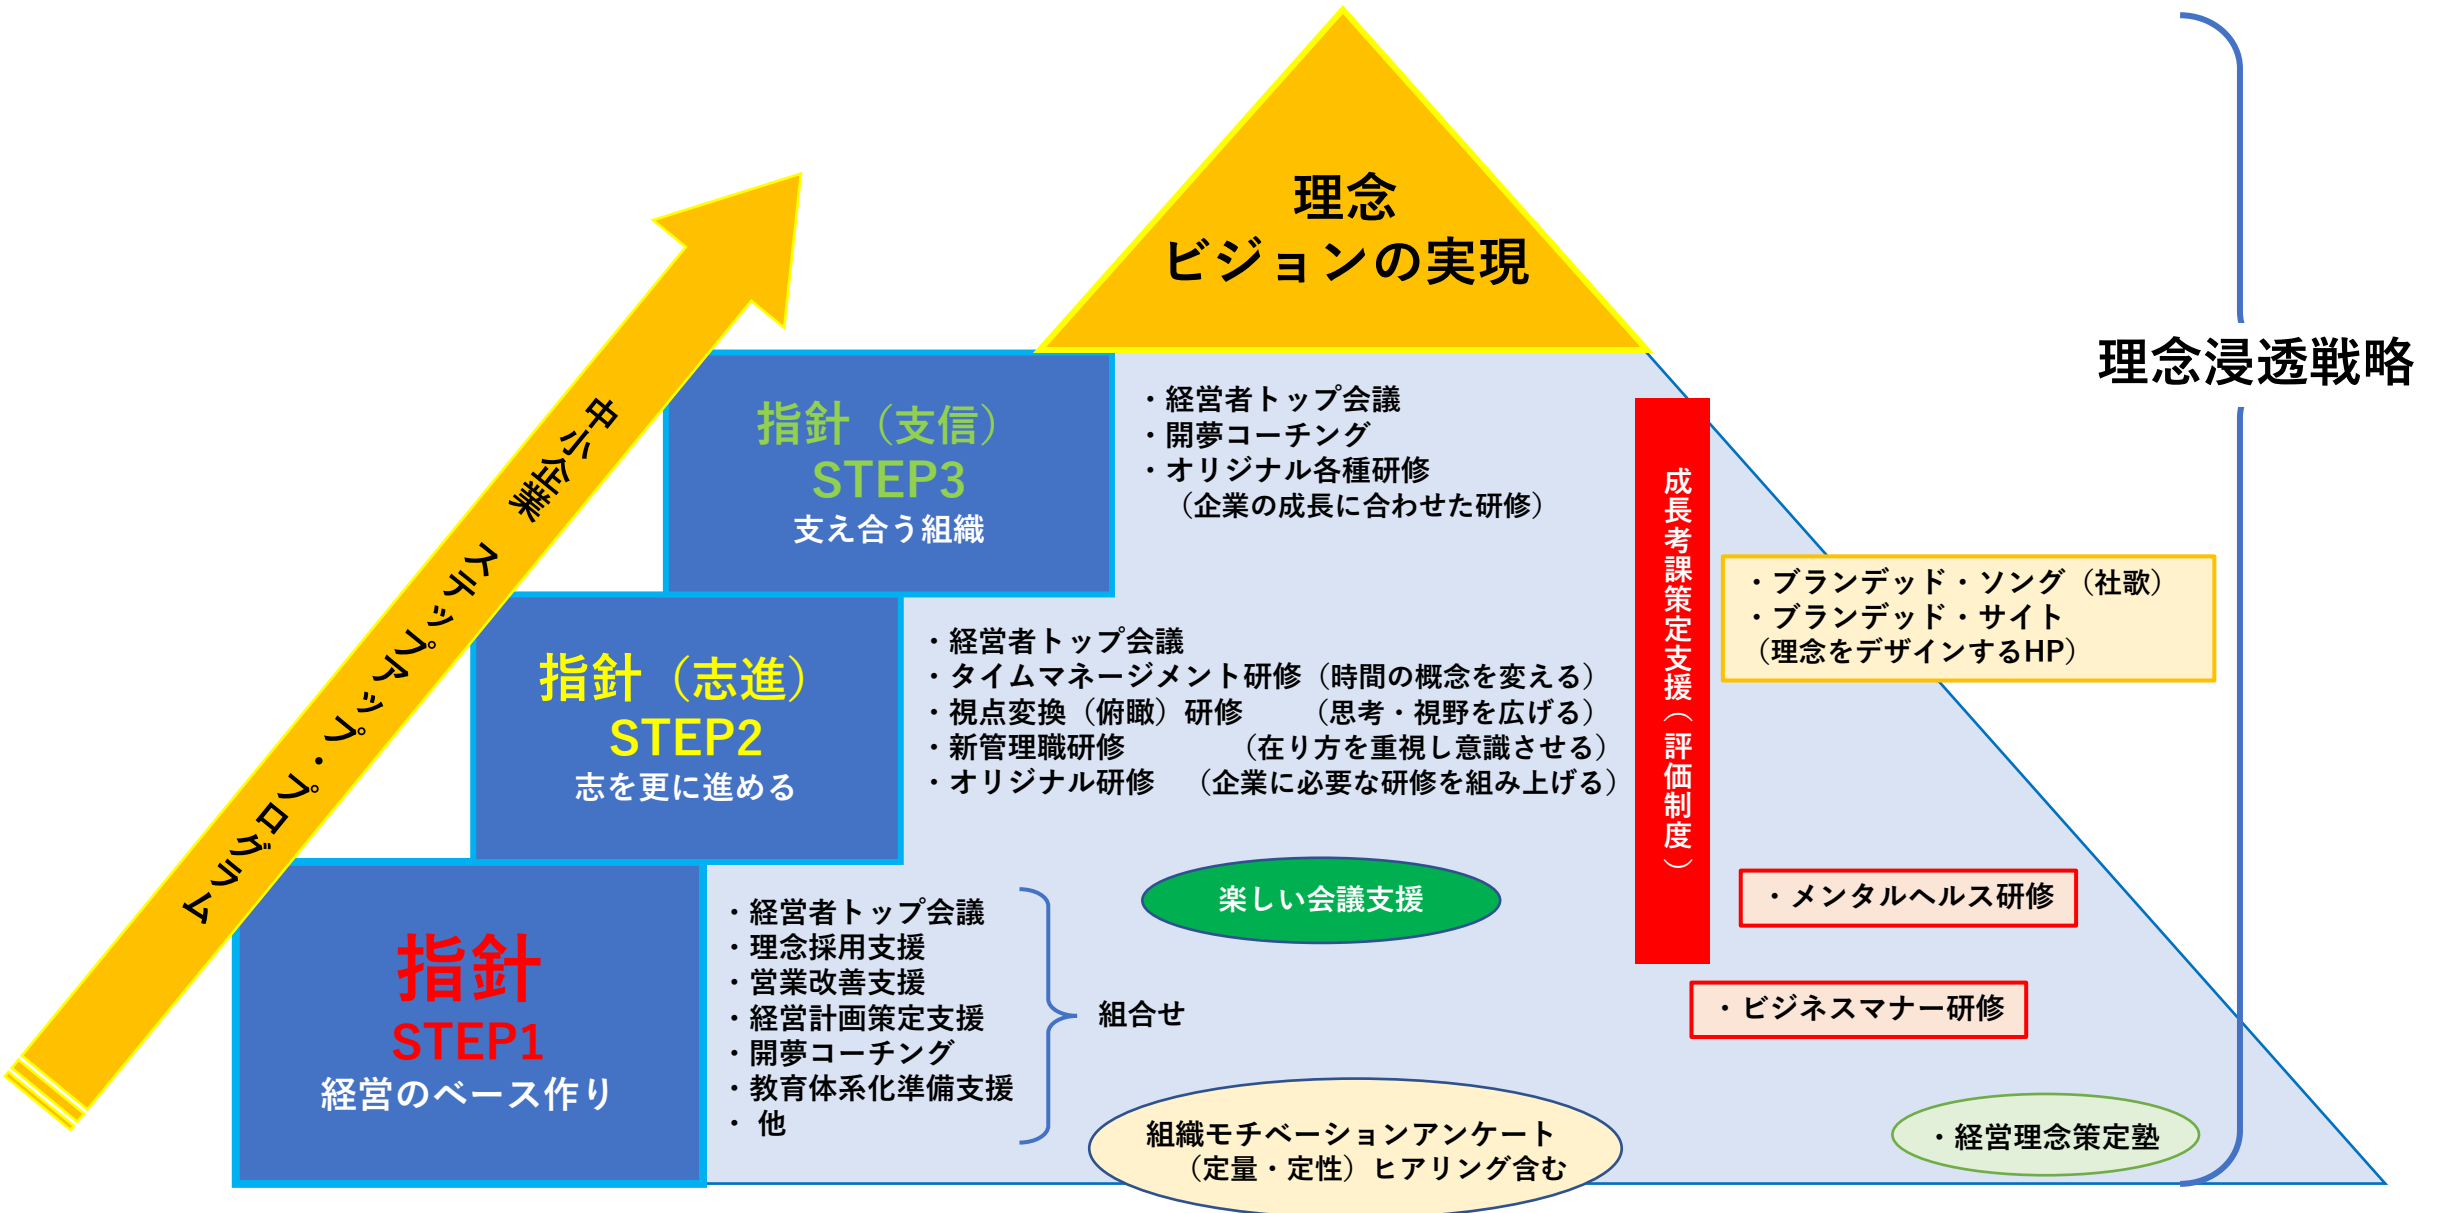 理念
ビジョンの実現
理念浸透戦略
中小企業 ステップアップ・プログラム
指針（支信）
STEP3
支え合う組織
・経営者トップ会議
・開夢コーチング
・オリジナル各種研修
（企業の成長に合わせた研修）
成長考課策定支援（評価制度）
・ブランデッド・ソング（社歌）
・ブランデッド・サイト
（理念をデザインするHP）
指針（志進）
STEP2
志を更に進める
・経営者トップ会議
・タイムマネージメント研修（時間の概念を変える）
・視点変換（俯瞰）研修　　（思考・視野を広げる）
・新管理職研修　　　　（在り方を重視し意識させる）
・オリジナル研修　（企業に必要な研修を組み上げる）
楽しい会議支援
・メンタルヘルス研修
・ビジネスマナー研修
指針
STEP1
経営のベース作り
・経営者トップ会議
・理念採用支援
・営業改善支援
・経営計画策定支援
・開夢コーチング
・教育体系化準備支援
・ 他
組合せ
組織モチベーションアンケート
（定量・定性）ヒアリング含む
・経営理念策定塾